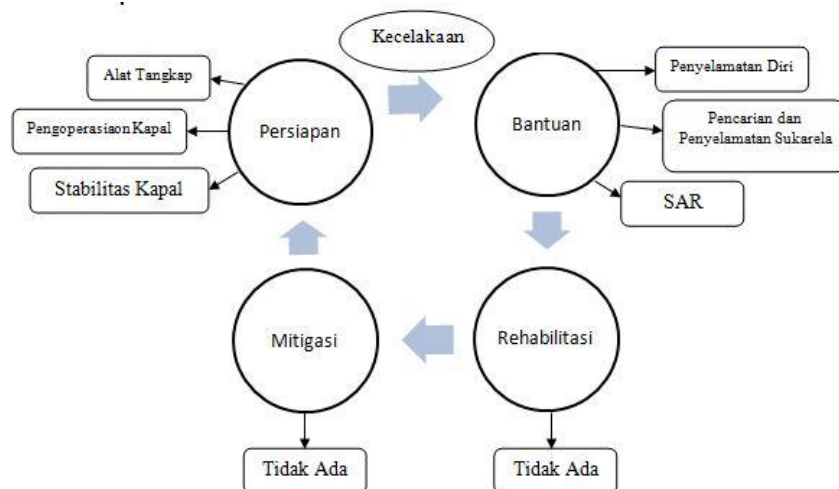 Kecelakaan
Alat Tangkap
Pengoperasiaon Kapal
Stabilitas Kapal
Persiapan
Bantuan
Penyelamatan Diri
Pencarian dan
Penyelamatan Sukarela
SAR
Mitigasi
Rehabilitasi
Tidak Ada
Tidak Ada